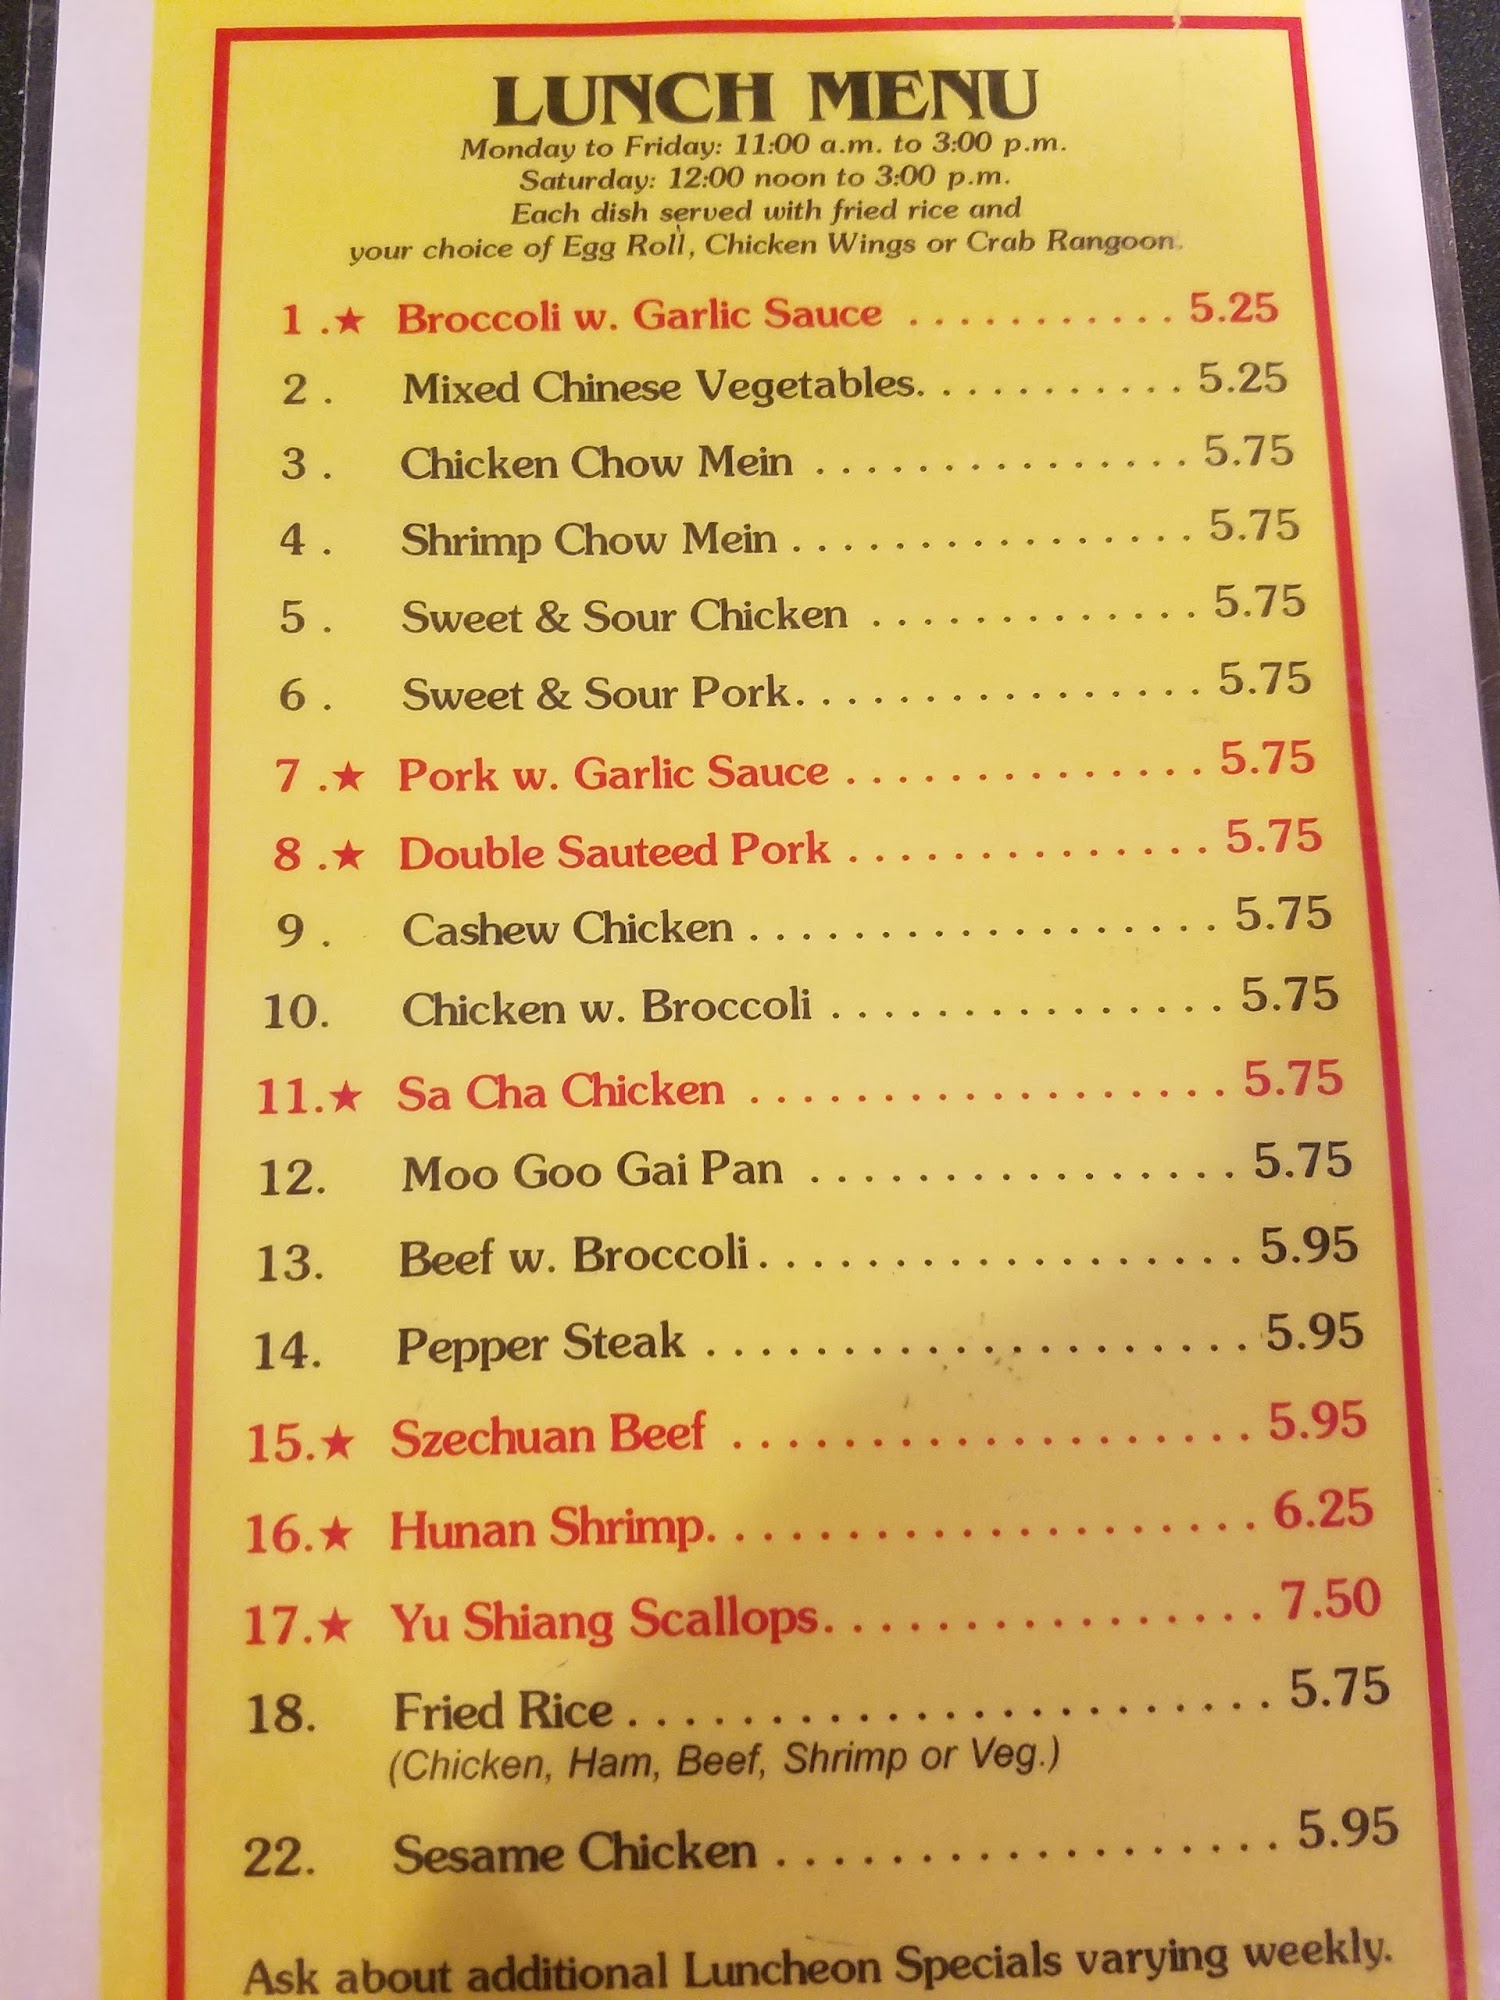 LUNCH MENU
Monday to Friday: 11:00 a.m. to 3:00 p.m.
Saturday: 12:00 noon to 3:00 p.m.
Each dish served with fried rice and
your choice of Egg Roll, Chicken Wings or Crab Rangoon.
1 .★ Broccoli w. Garlic Sauce . . . . . . . . . . . 5.25
2 . Mixed Chinese Vegetables. . . . . . . . . . . 5.25
3 . Chicken Chow Mein . . . . . . . . . . . . . . . 5.75
4 . Shrimp Chow Mein . . . . . . . . . . . . . . . . 5.75
5 . Sweet & Sour Chicken . . . . . . . . . . . . . 5.75
6 . Sweet & Sour Pork. . . . . . . . . . . . . . . . 5.75
7 .★ Pork w. Garlic Sauce . . . . . . . . . . . . . . 5.75
8 .★ Double Sauteed Pork . . . . . . . . . . . . . . 5.75
9 . Cashew Chicken . . . . . . . . . . . . . . . . . . 5.75
10. Chicken w. Broccoli . . . . . . . . . . . . . . . 5.75
11.★ Sa Cha Chicken . . . . . . . . . . . . . . . . . . 5.75
12. Moo Goo Gai Pan . . . . . . . . . . . . . . . . 5.75
13. Beef w. Broccoli. . . . . . . . . . . . . . . . . . 5.95
14. Pepper Steak . . . . . . . . . . . . . . . . . . . . 5.95
15.★ Szechuan Beef . . . . . . . . . . . . . . . . . . . 5.95
16.★ Hunan Shrimp. . . . . . . . . . . . . . . . . . . . 6.25
17.★ Yu Shiang Scallops. . . . . . . . . . . . . . . . 7.50
18. Fried Rice . . . . . . . . . . . . . . . . . . . . . . . 5.75
(Chicken, Ham, Beef, Shrimp or Veg.)
22. Sesame Chicken . . . . . . . . . . . . . . . . . . 5.95
Ask about additional Luncheon Specials varying weekly.